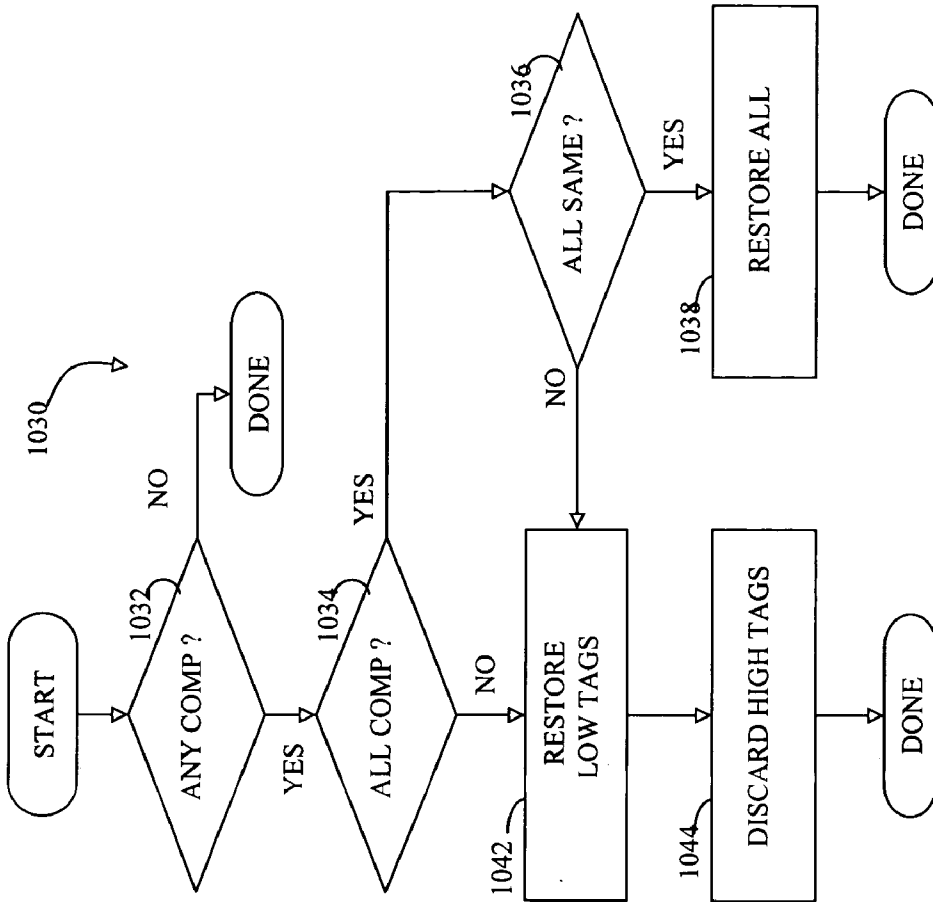 1030
START
1032
ANY COMP ?
NO
DONE
YES
1034
ALL COMP ?
YES
NO
1036
ALL SAME ?
NO
YES
1042
RESTORE
LOW TAGS
1038
RESTORE ALL
1044
DISCARD HIGH TAGS
DONE
DONE